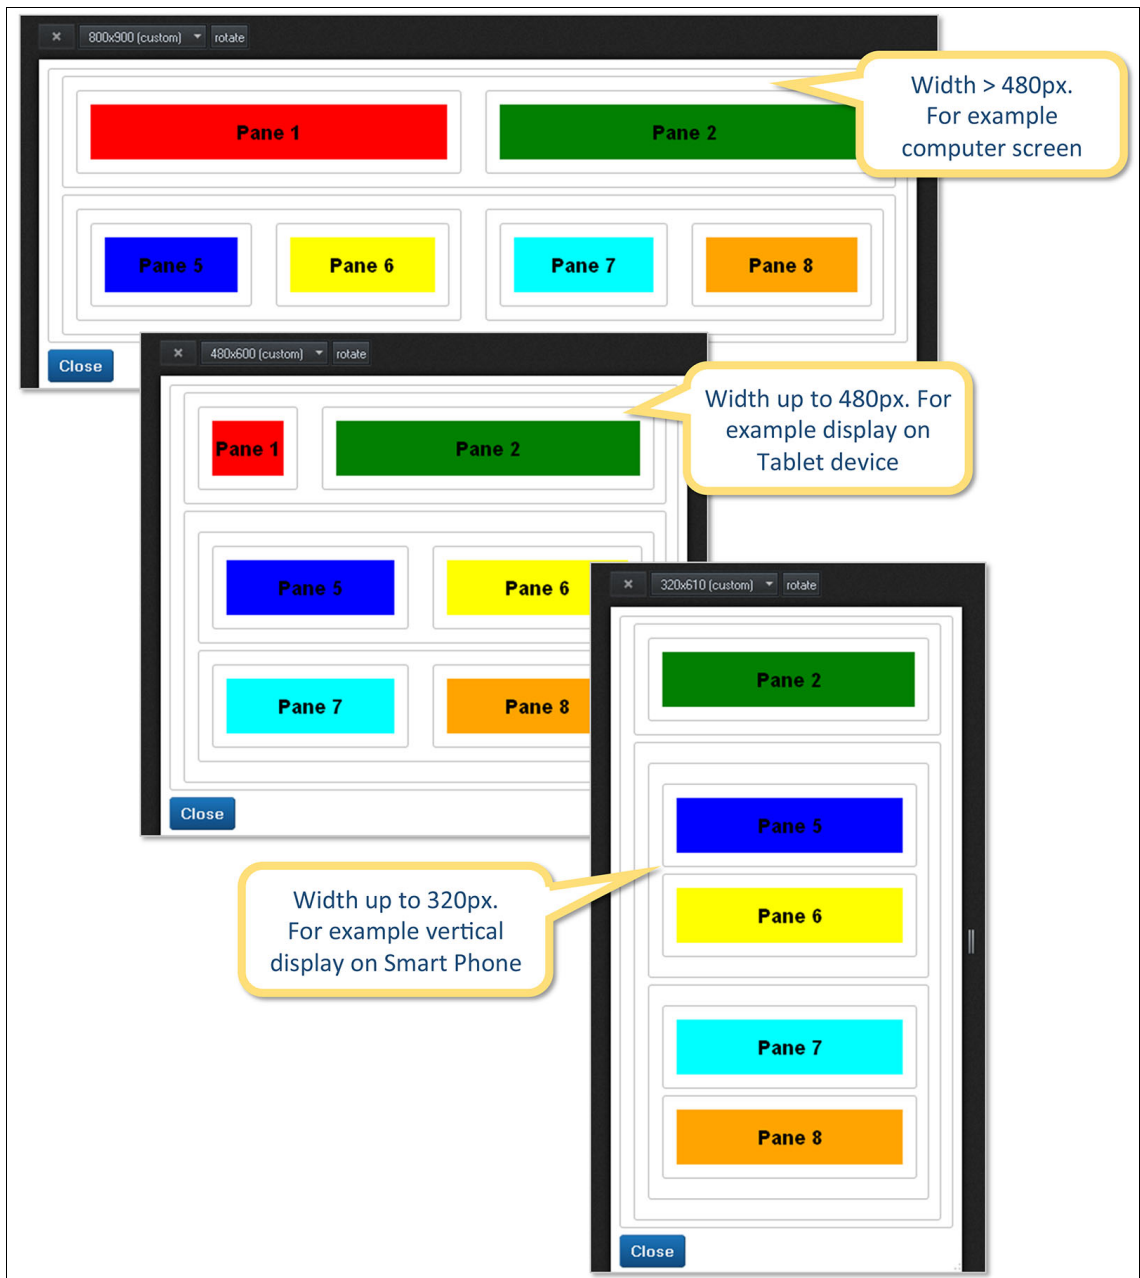 × 800x900 (custom) rotate
Width > 480px.
For example
computer screen
Pane 1 Pane 2
Pane 5 Pane 6 Pane 7 Pane 8
Close
× 480x600 (custom) rotate
Width up to 480px. For
example display on
Tablet device
Pane 1 Pane 2
Pane 5 Pane 6
Pane 7 Pane 8
Close
× 320x610 (custom) rotate
Pane 2
Pane 5
Pane 6
Pane 7
Pane 8
Close
Width up to 320px.
For example vertical
display on Smart Phone